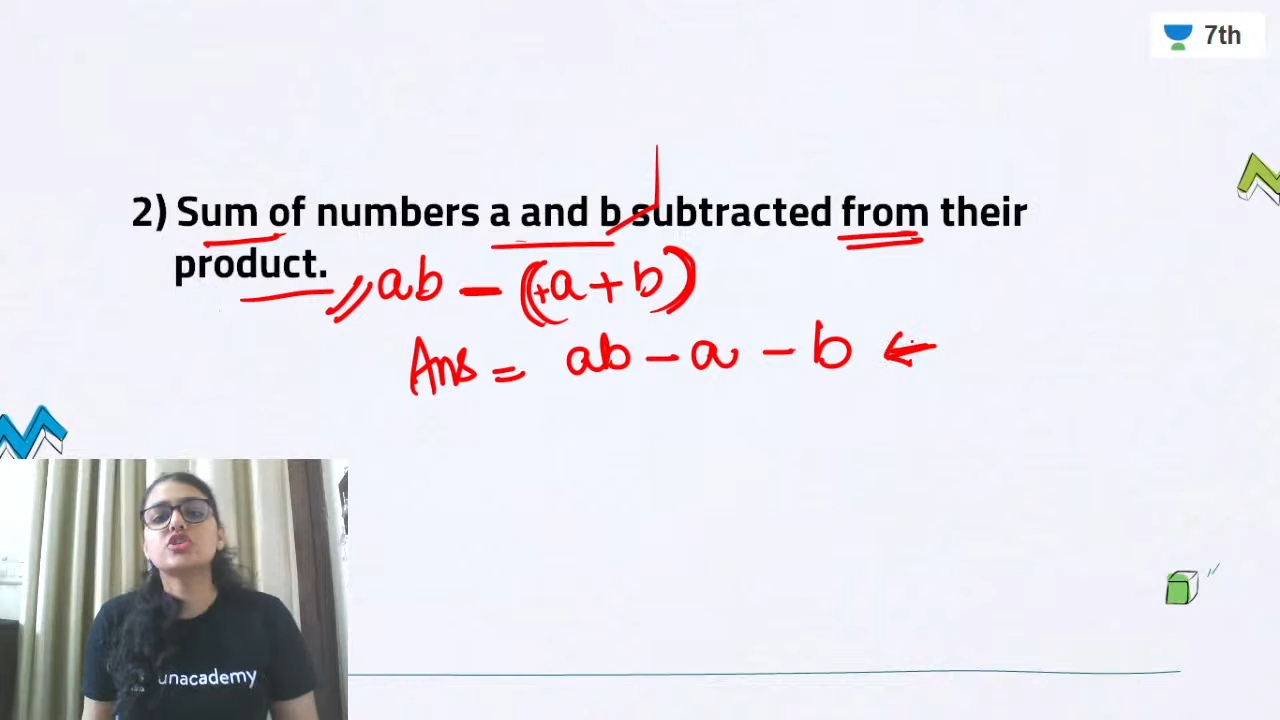 7th
2) Sum of numbers a and b subtracted from their
product.
ab - (+a + b)
Ans = ab - a - b ←
unacademy